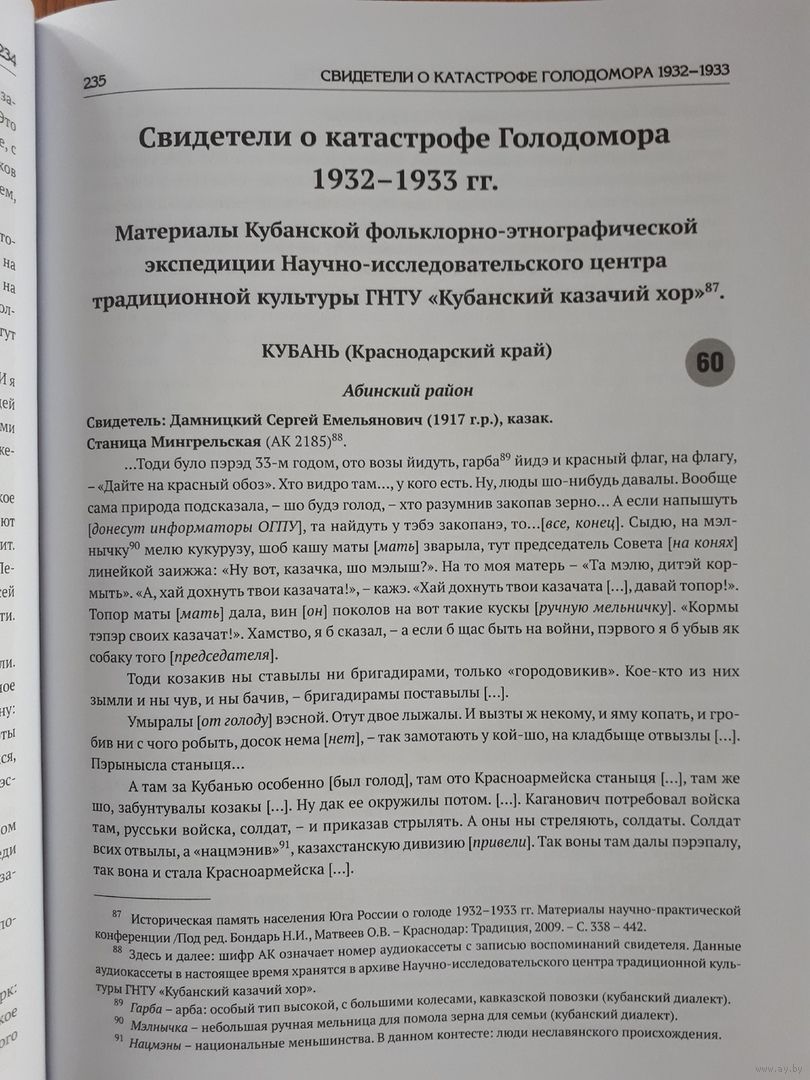 235
СВИДЕТЕЛИ О КАТАСТРОФЕ ГОЛОДОМОРА 1932–1933
Свидетели о катастрофе Голодомора
1932–1933 гг.
Материалы Кубанской фольклорно-этнографической
экспедиции Научно-исследовательского центра
традиционной культуры ГНТУ «Кубанский казачий хор»87.
КУБАНЬ (Краснодарский край)
60
Абинский район
Свидетель: Дамницкий Сергей Емельянович (1917 г.р.), казак.
Станица Мингрельская (АК 2185)88.
…Тоди було пэрэд 33-м годом, ото возы йидуть, гарба89 йидэ и красный флаг, на флагу,
– «Дайте на красный обоз». Хто видро там…, у кого есть. Ну, люды шо-нибудь давалы. Вообще
сама природа подсказала, – шо будэ голод, – хто разумнив закопав зерно… А если напышуть
[донесут информаторы ОГПУ], та найдуть у тэбэ закопанэ, то…[все, конец]. Сыдю, на мэл-
нычку90 мелю кукурузу, шоб кашу маты [мать] зварыла, тут председатель Совета [на конях]
линейкой заижжа: «Ну вот, казачка, шо мэлыш?». На то моя матерь – «Та мэлю, дитэй кор-
мыть». «А, хай дохнуть твои казачата!», – кажэ. «Хай дохнуть твои казачата […], давай топор!».
Топор маты [мать] дала, вин [он] поколов на вот такие кускы [ручную мельничку]. «Кормы
тэпэр своих казачат!». Хамство, я б сказал, – а если б щас быть на войни, пэрвого я б убыв як
собаку того [председателя].
Тоди козакив ны ставылы ни бригадирами, только «городовикив». Кое-кто из них
зымли и ны чув, и ны бачив, – бригадирамы поставылы […].
Умыралы [от голоду] вэсной. Отут двое лыжалы. И вызты ж некому, и яму копать, и гро-
бив ни с чого робыть, досок нема [нет], – так замотають у кой-шо, на кладбыще отвызлы […].
Пэрынысла станыця…
А там за Кубанью особенно [был голод], там ото Красноармейска станыця […], там же
шо, забунтувалы козакы […]. Ну дак ее окружилы потом. […]. Каганович потребовал войска
там, русськи войска, солдат, – и приказав стрылять. А оны ны стреляють, солдаты. Солдат
всих отвылы, а «нацмэнив»91, казахстанскую дивизию [привели]. Так воны там далы пэрэпалу,
так вона и стала Красноармейска […].
87 Историческая память населения Юга России о голоде 1932–1933 гг. Материалы научно-практической
конференции /Под ред. Бондарь Н.И., Матвеев О.В. – Краснодар: Традиция, 2009. – С. 338 – 442.
88 Здесь и далее: шифр АК означает номер аудиокассеты с записью воспоминаний свидетеля. Данные
аудиокассеты в настоящее время хранятся в архиве Научно-исследовательского центра традиционной куль-
туры ГНТУ «Кубанский казачий хор».
89 Гарба – арба: особый тип высокой, с большими колесами, кавказской повозки (кубанский диалект).
90 Мэлнычка – небольшая ручная мельница для помола зерна для семьи (кубанский диалект).
91 Нацмэны – национальные меньшинства. В данном контексте: люди неславянского происхождения.
www.ay.by